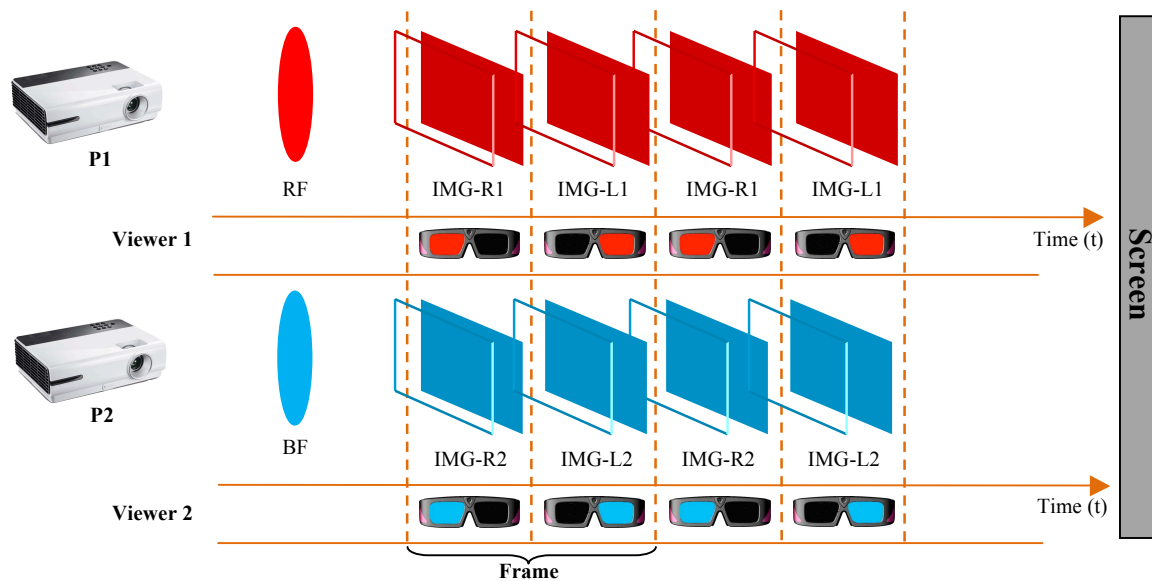 P1
RF
IMG-R1
IMG-L1
IMG-R1
IMG-L1
Viewer 1
Time (t)
Screen
P2
BF
IMG-R2
IMG-L2
IMG-R2
IMG-L2
Viewer 2
Time (t)
Frame